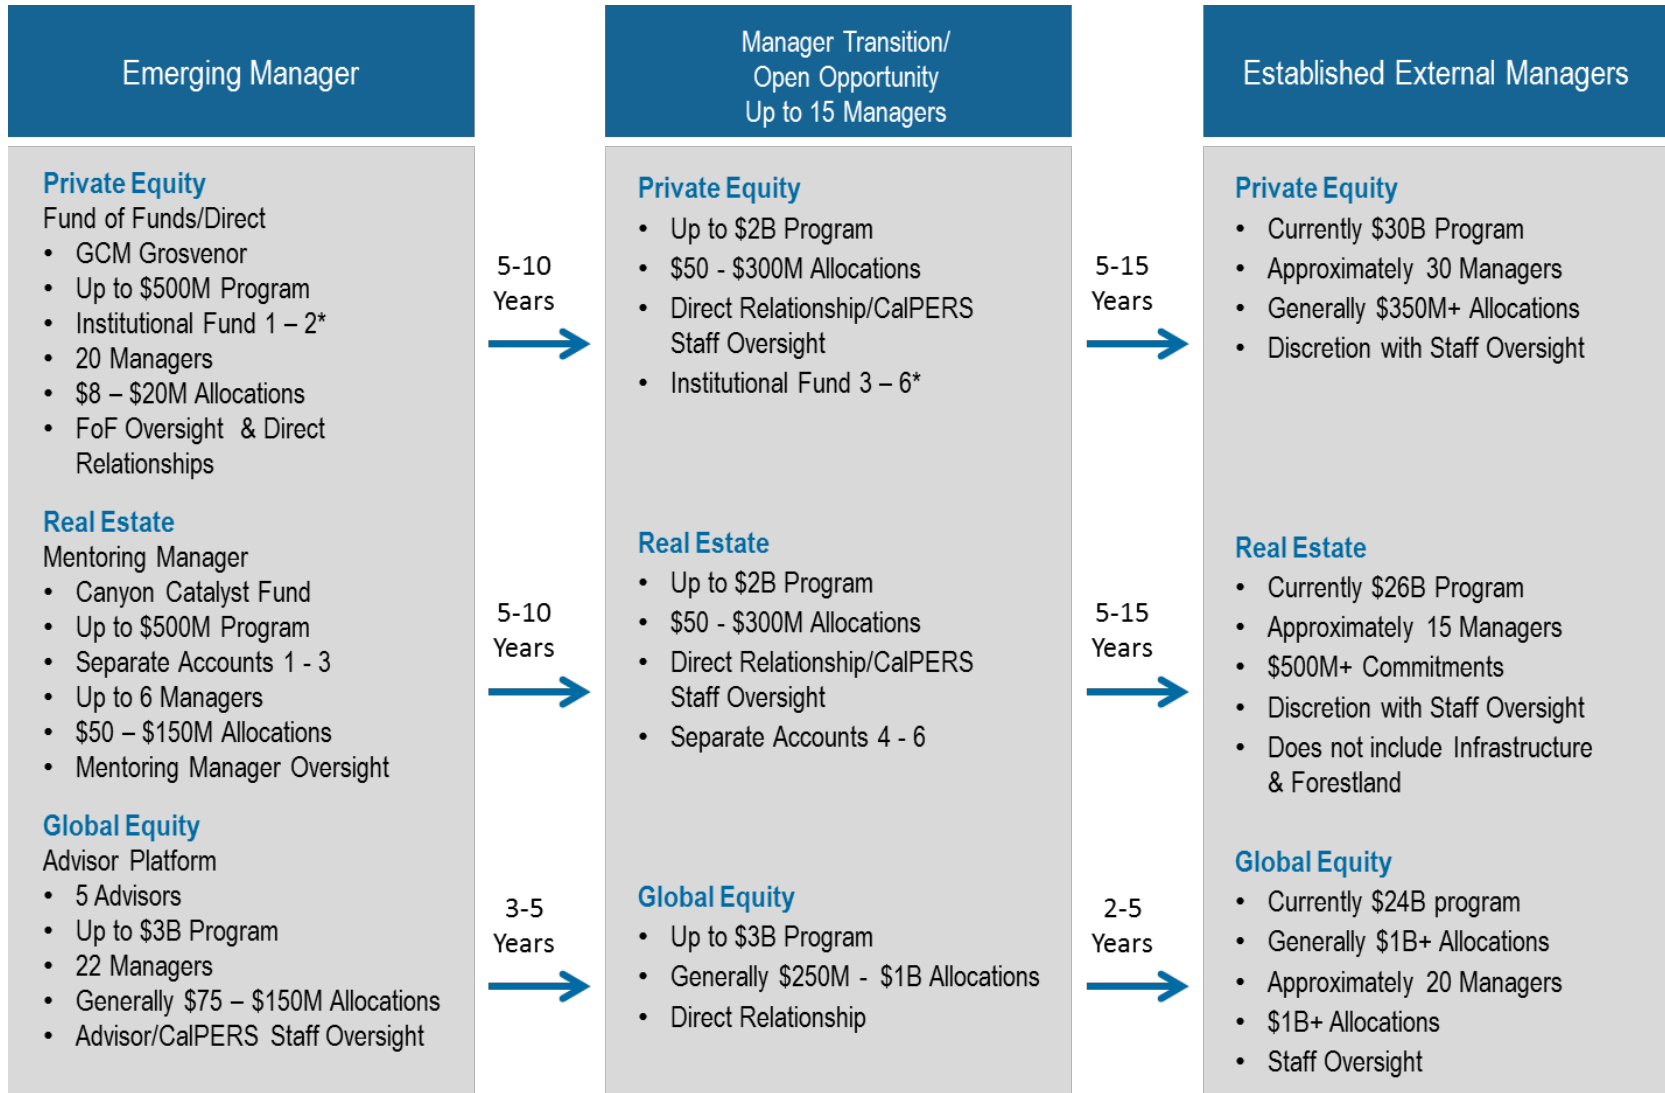 Emerging Manager
Private Equity
Fund of Funds/Direct
• GCM Grosvenor
• Up to $500M Program
• Institutional Fund 1 – 2*
• 20 Managers
• $8 – $20M Allocations
• FoF Oversight & Direct
Relationships
Real Estate
Mentoring Manager
• Canyon Catalyst Fund
• Up to $500M Program
• Separate Accounts 1 - 3
• Up to 6 Managers
• $50 – $150M Allocations
• Mentoring Manager Oversight
Global Equity
Advisor Platform
• 5 Advisors
• Up to $3B Program
• 22 Managers
• Generally $75 – $150M Allocations
• Advisor/CalPERS Staff Oversight
5-10
Years
5-10
Years
3-5
Years
Manager Transition/
Open Opportunity
Up to 15 Managers
Private Equity
• Up to $2B Program
• $50 - $300M Allocations
• Direct Relationship/CalPERS
Staff Oversight
• Institutional Fund 3 – 6*
Real Estate
• Up to $2B Program
• $50 - $300M Allocations
• Direct Relationship/CalPERS
Staff Oversight
• Separate Accounts 4 - 6
Global Equity
• Up to $3B Program
• Generally $250M - $1B Allocations
• Direct Relationship
5-15
Years
5-15
Years
2-5
Years
Established External Managers
Private Equity
• Currently $30B Program
• Approximately 30 Managers
• Generally $350M+ Allocations
• Discretion with Staff Oversight
Real Estate
• Currently $26B Program
• Approximately 15 Managers
• $500M+ Commitments
• Discretion with Staff Oversight
• Does not include Infrastructure
& Forestland
Global Equity
• Currently $24B program
• Generally $1B+ Allocations
• Approximately 20 Managers
• $1B+ Allocations
• Staff Oversight